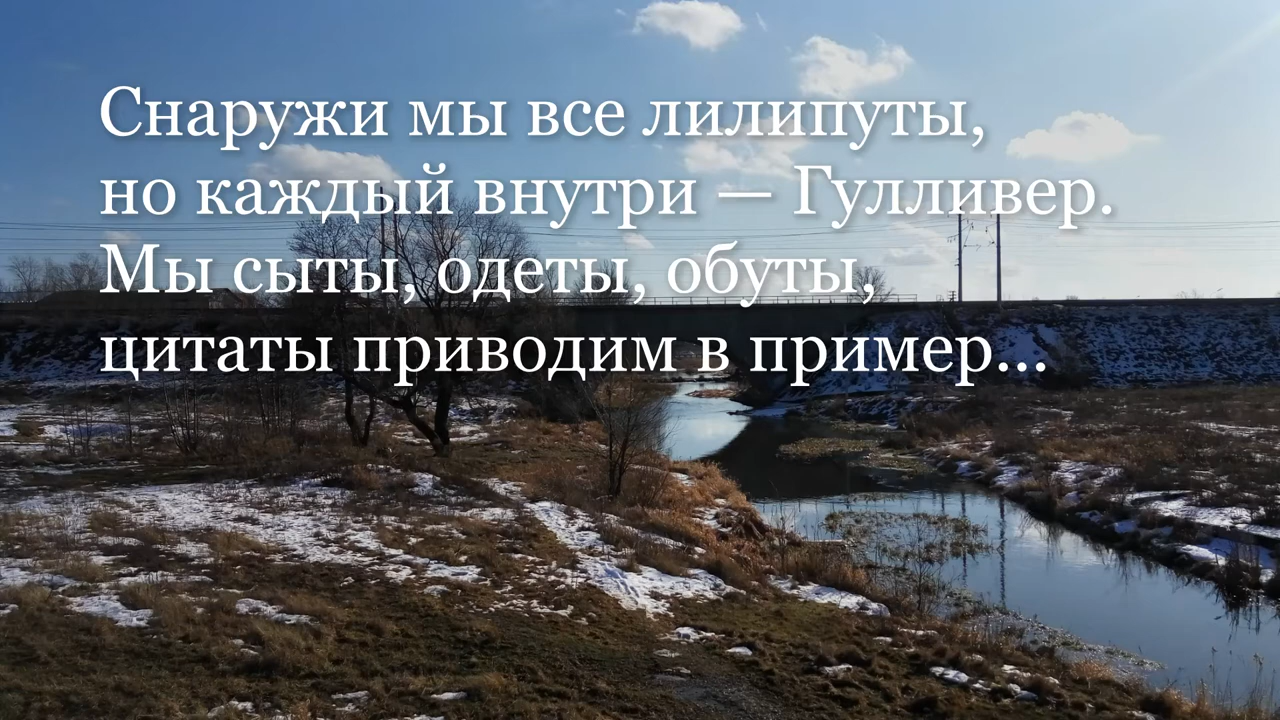 Снаружи мы все лилипуты,
но каждый внутри — Гулливер.
Мы сыты, одеты, обуты,
цитаты приводим в пример...